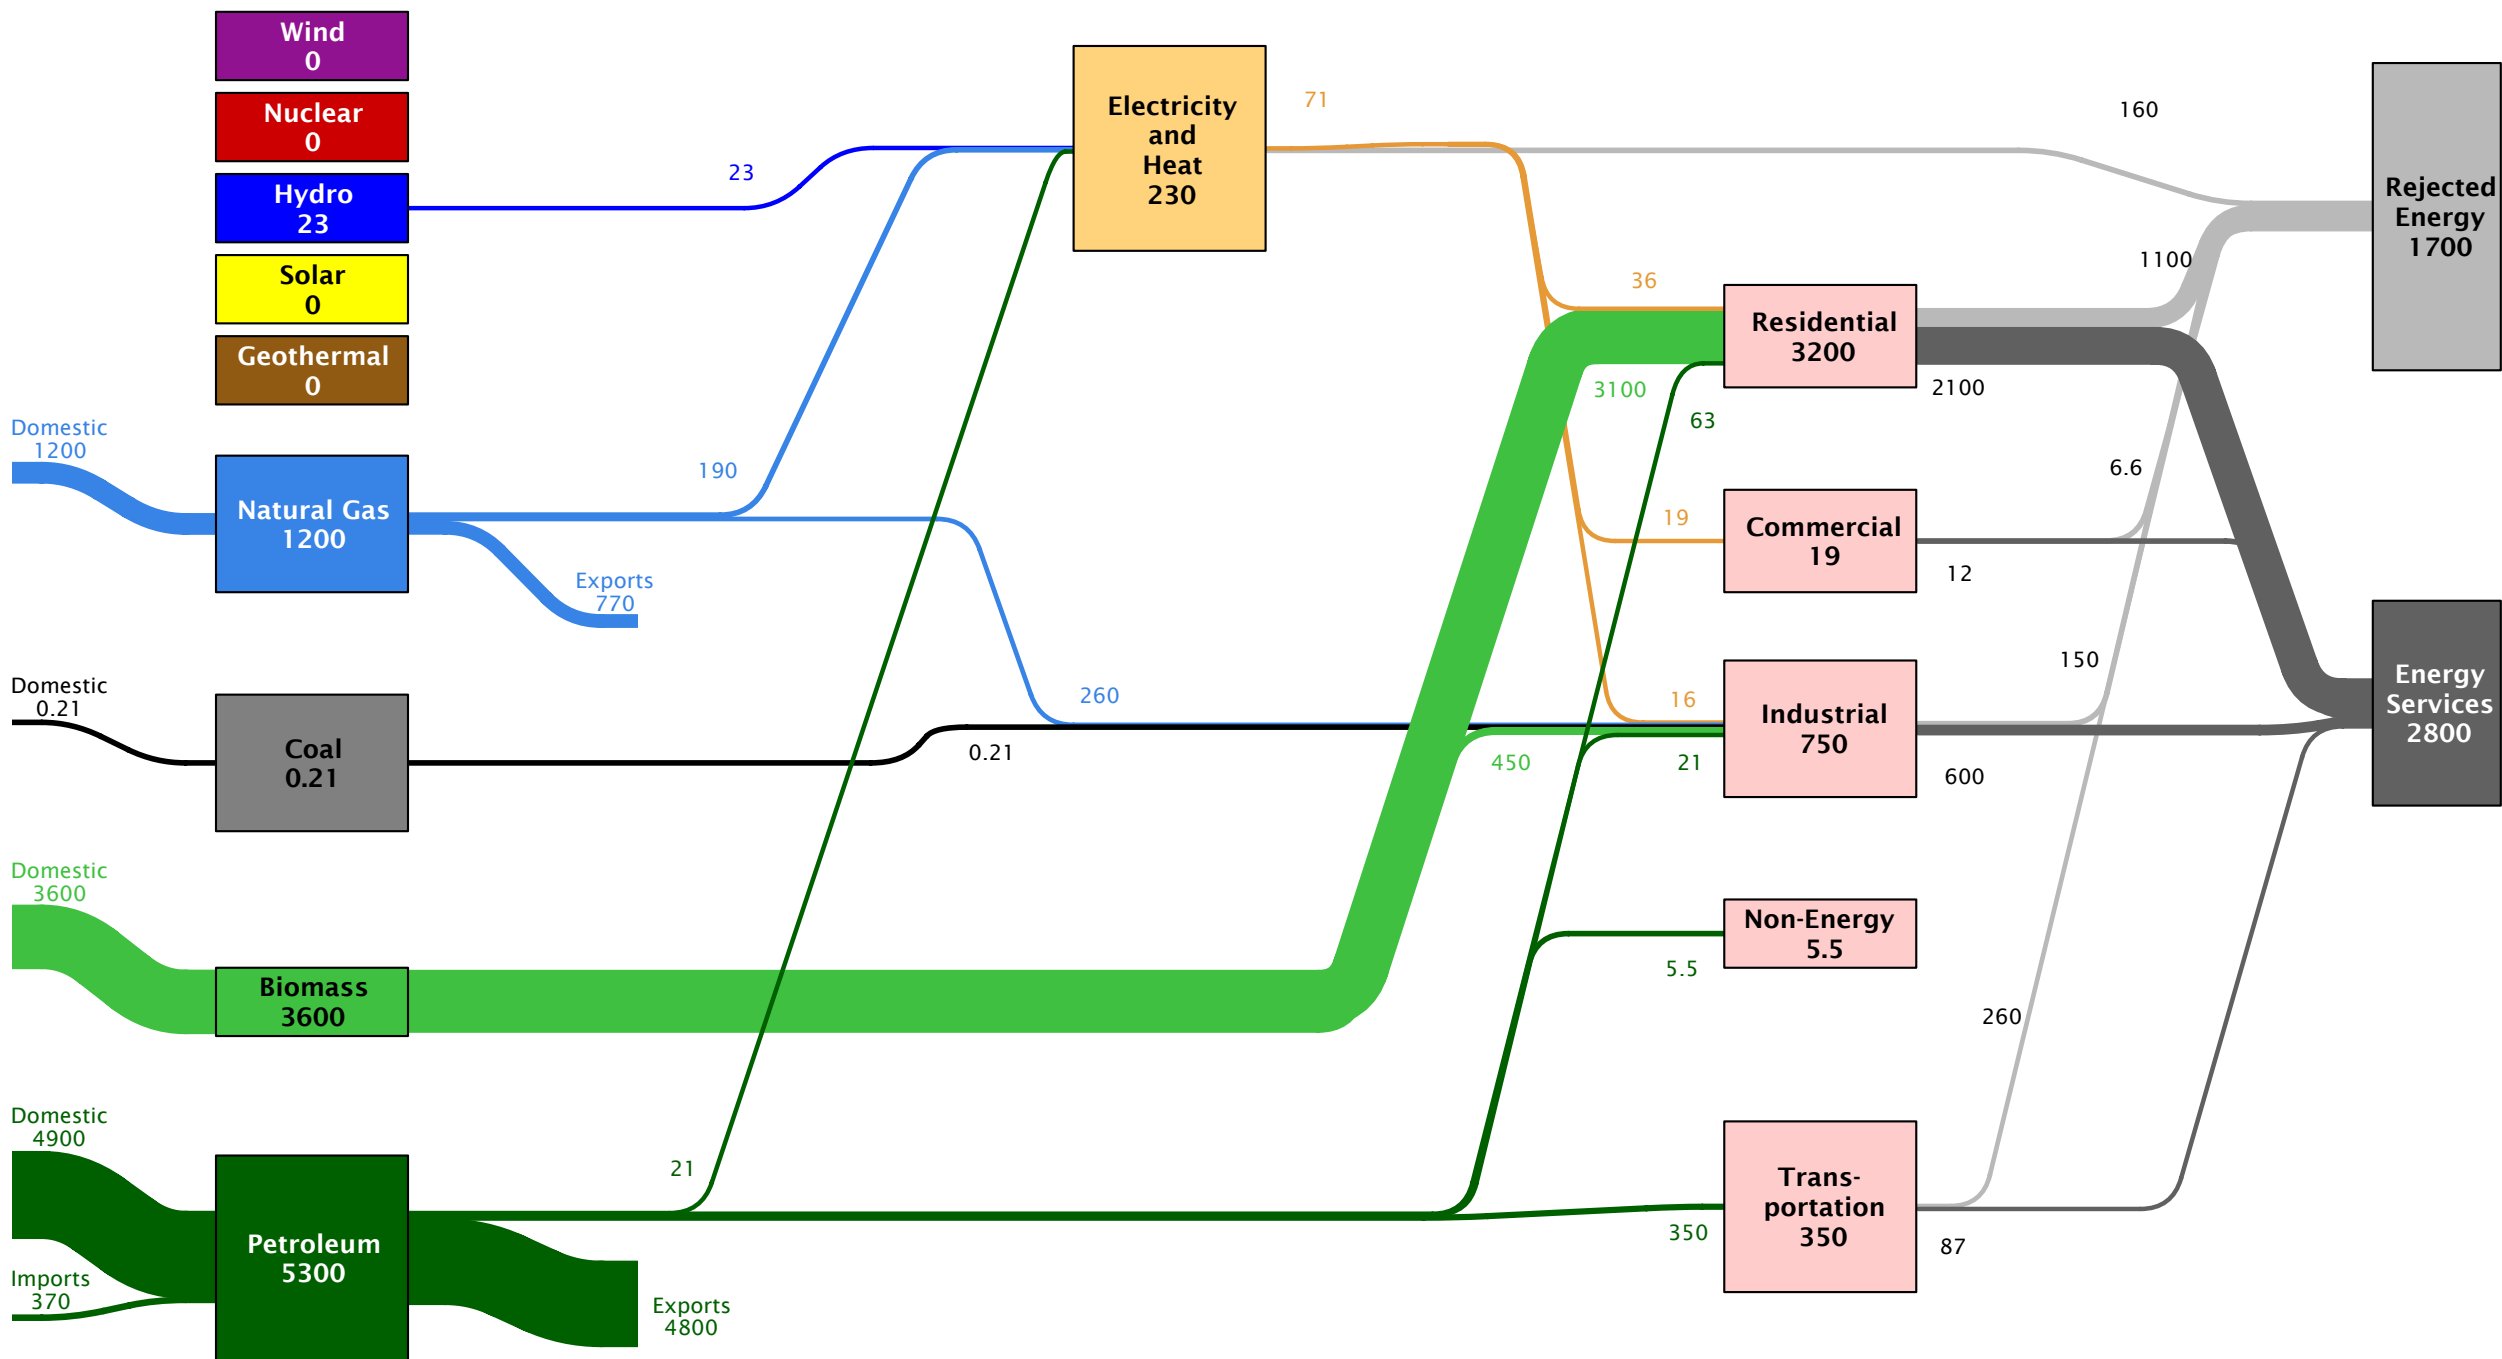 Wind
0
Nuclear
0
Hydro
23
Solar
0
Geothermal
0
Domestic
1200
Natural Gas
1200
Exports
770
Domestic
0.21
Coal
0.21
Domestic
3600
Biomass
3600
Domestic
4900
Imports
370
Petroleum
5300
Exports
4800
23
190
260
0.21
21
Electricity
and
Heat
230
71
160
36
3100
63
19
16
450
21
5.5
350
Residential
3200
Commercial
19
Industrial
750
Non-Energy
5.5
Trans-
portation
350
1100
2100
6.6
12
150
600
260
87
Rejected
Energy
1700
Energy
Services
2800